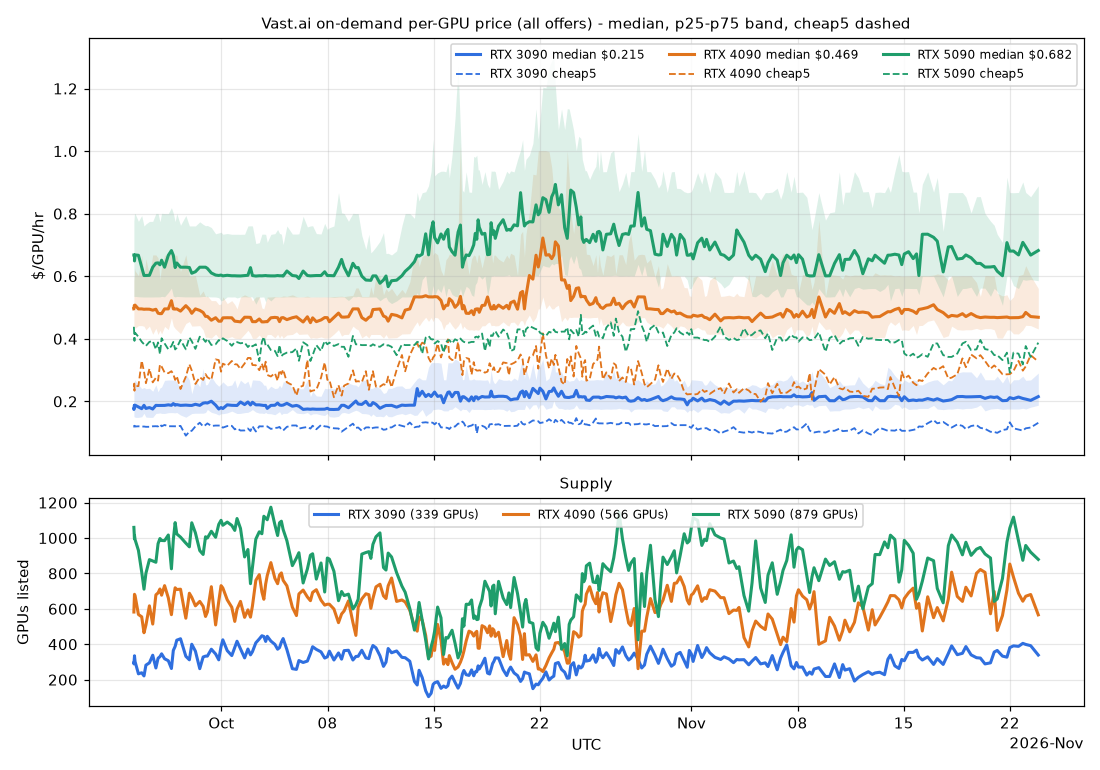 Vast.ai on-demand per-GPU price (all offers) - median, p25-p75 band, cheap5 dashed
RTX 3090 median $0.215 RTX 4090 median $0.469 RTX 5090 median $0.682
RTX 3090 cheap5 RTX 4090 cheap5 RTX 5090 cheap5
$/GPU/hr
1.2
1.0
0.8
0.6
0.4
0.2
Supply
RTX 3090 (339 GPUs) RTX 4090 (566 GPUs) RTX 5090 (879 GPUs)
GPUs listed
1200
1000
800
600
400
200
Oct 08 15 22 Nov 08 15 22
UTC
2026-Nov